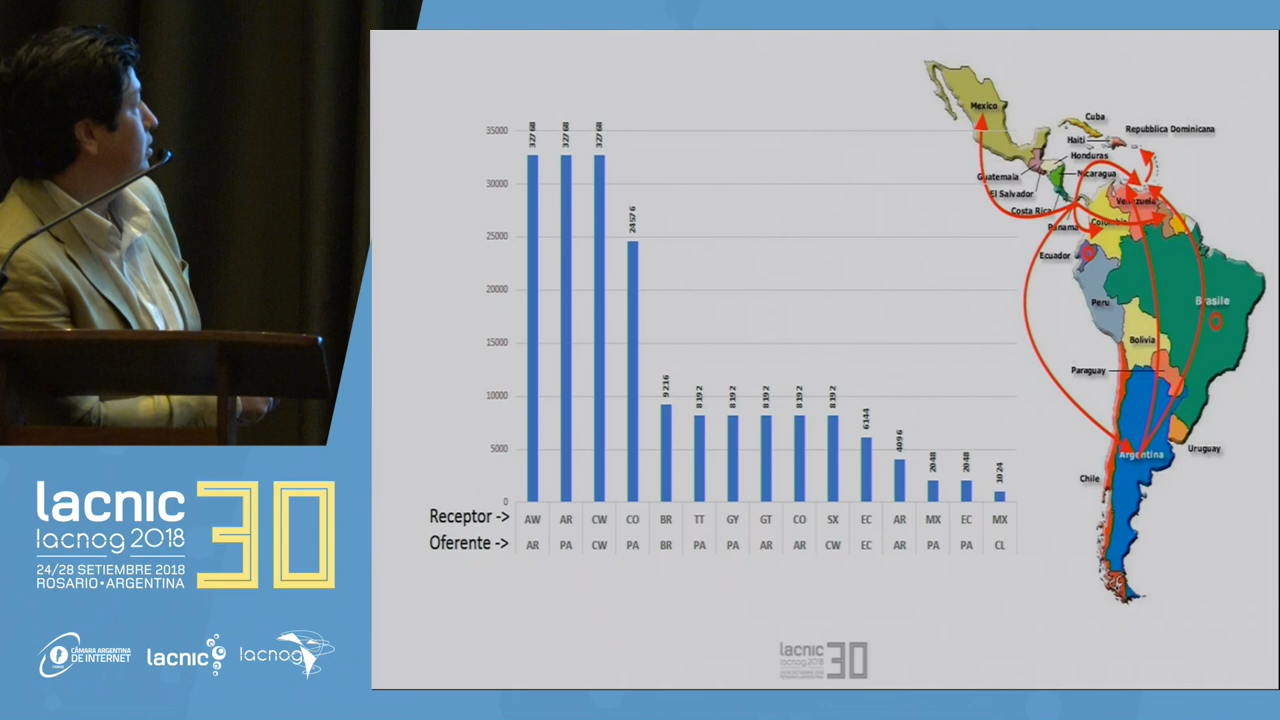 lacnic
lacnog 2018
30
24/28 SETIEMBRE 2018
ROSARIO•ARGENTINA
CÁMARA ARGENTINA
DE INTERNET
lacnic
lacnog
35000
30000
25000
20000
15000
10000
5000
0
32768 32768 32768 24576 9216 8192 8192 8192 8192 8192 6144 4096 2048 2048 1024
Receptor -> AW AR CW CO BR TT GY GT CO SX EC AR MX EC MX
Oferente -> AR PA CW PA BR PA PA AR AR CW EC AR PA PA CL
Mexico
Cuba
Repubblica Dominicana
Haiti
Honduras
Guatemala
Nicaragua
El Salvador
Costa Rica
Venezuela
Panama
Colombia
Ecuador
Peru
Brasile
Bolivia
Paraguay
Argentina
Uruguay
Chile
lacnic
lacnog 2018
30